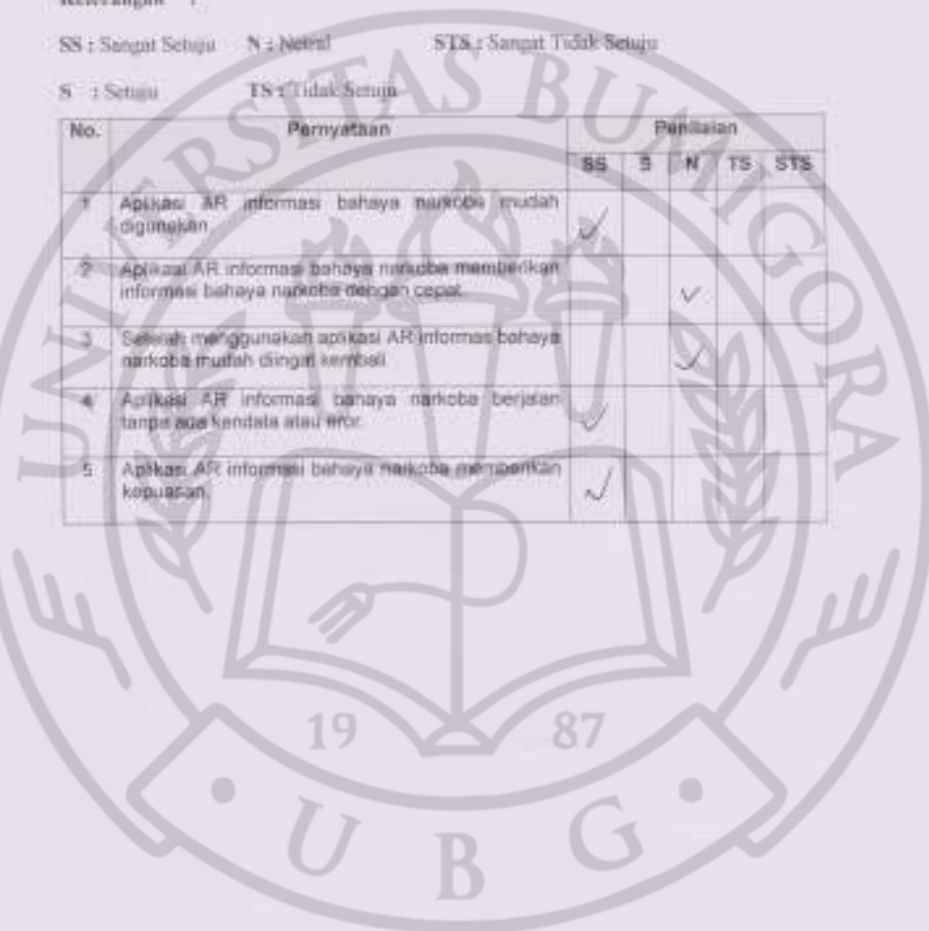 Keterangan :
SS : Sangat Setuju N : Netral STS : Sangat Tidak Setuju
S : Setuju TS : Tidak Setuju
No. Pernyataan Penilaian
SS S N TS STS
1 Aplikasi AR informasi bahaya narkoba mudah
digunakan. ✓
2 Aplikasi AR informasi bahaya narkoba memberikan
informasi bahaya narkoba dengan cepat. ✓
3 Setelah menggunakan aplikasi AR informas bahaya
narkoba mudah diingat kembali ✓
4 Aplikasi AR informasi bahaya narkoba berjalan
tanpa ada kendala atau eror. ✓
5 Aplikasi AR informasi bahaya narkoba memberikan
kepuasan. ✓
UNIVERSITAS BUMIGORA
19 87
U B G